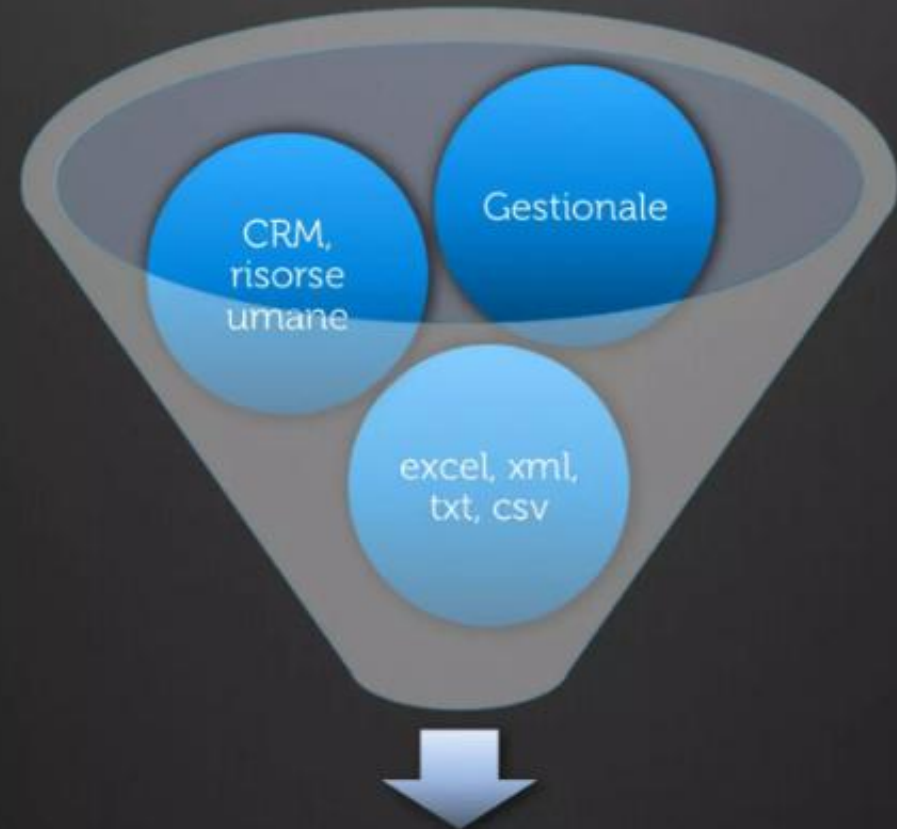 CRM,
risorse
umane
Gestionale
excel, xml,
txt, csv